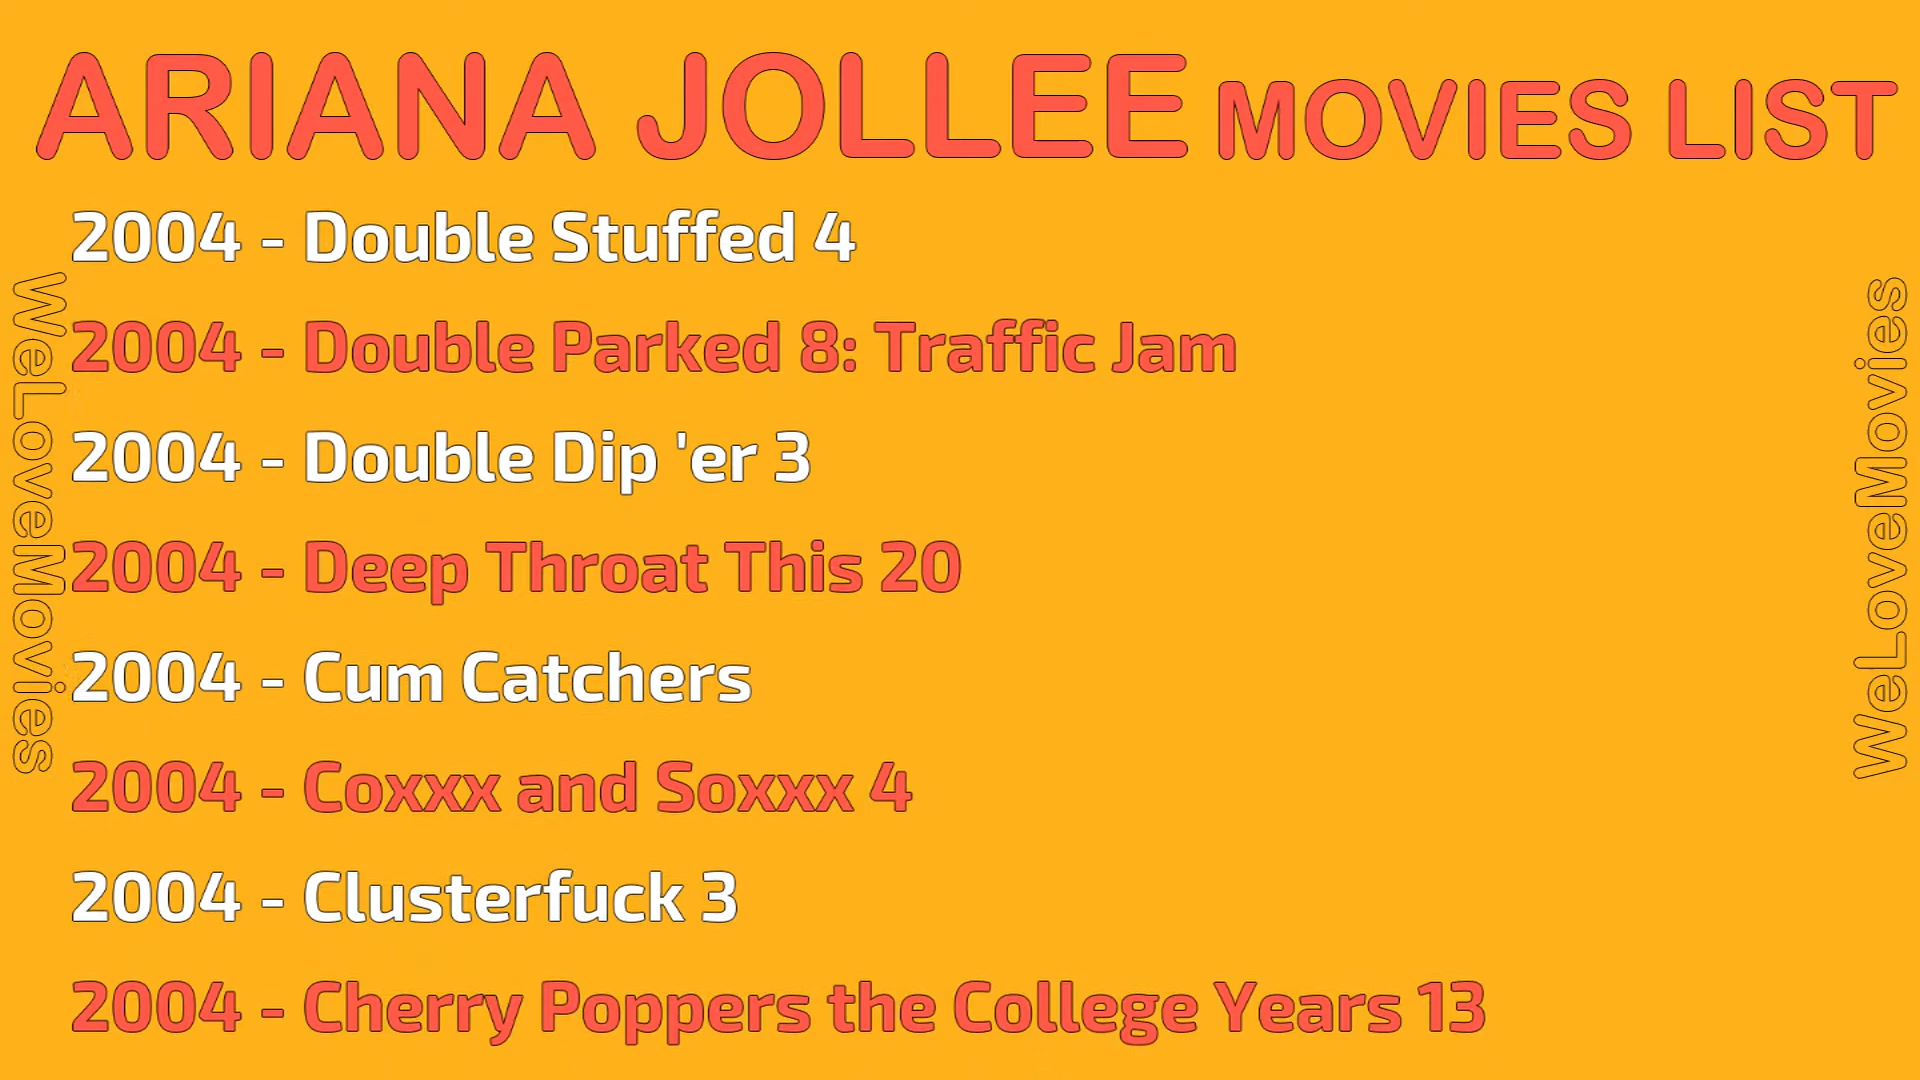 ARIANA JOLLEE MOVIES LIST
2004 - Double Stuffed 4
2004 - Double Parked 8: Traffic Jam
2004 - Double Dip 'er 3
2004 - Deep Throat This 20
2004 - Cum Catchers
2004 - Coxxx and Soxxx 4
2004 - Clusterfuck 3
2004 - Cherry Poppers the College Years 13
WeLoveMovies
WeLoveMovies